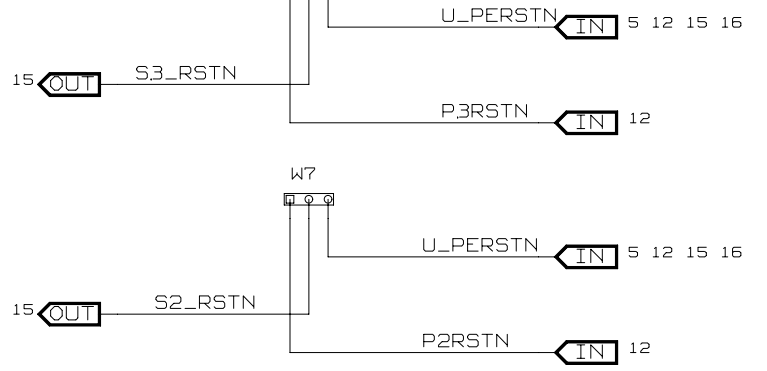 U_PERSTN IN 5 12 15 16
15 OUT S3_RSTN
P3RSTN IN 12
W7
U_PERSTN IN 5 12 15 16
15 OUT S2_RSTN
P2RSTN IN 12